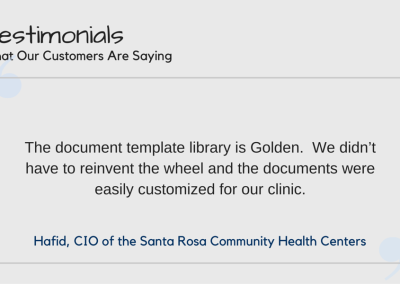 estimonials
hat Our Customers Are Saying
The document template library is Golden.  We didn't
have to reinvent the wheel and the documents were
easily customized for our clinic.
Hafid, CIO of the Santa Rosa Community Health Centers